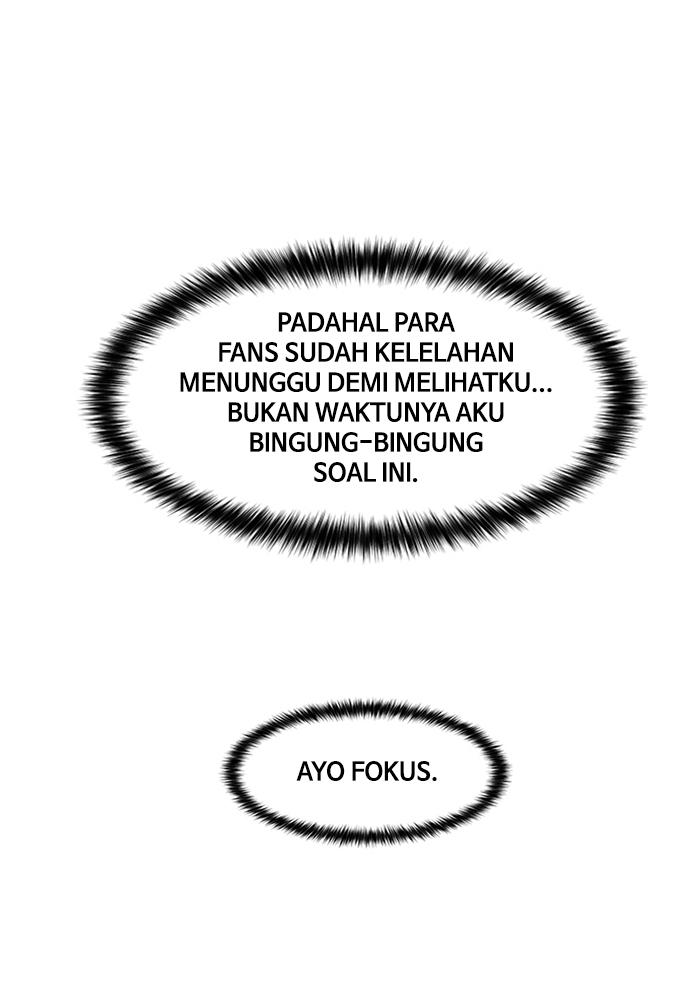 PADAHAL PARA
FANS SUDAH KELELAHAN
MENUNGGU DEMI MELIHATKU...
BUKAN WAKTUNYA AKU
BINGUNG-BINGUNG
SOAL INI.
AYO FOKUS.